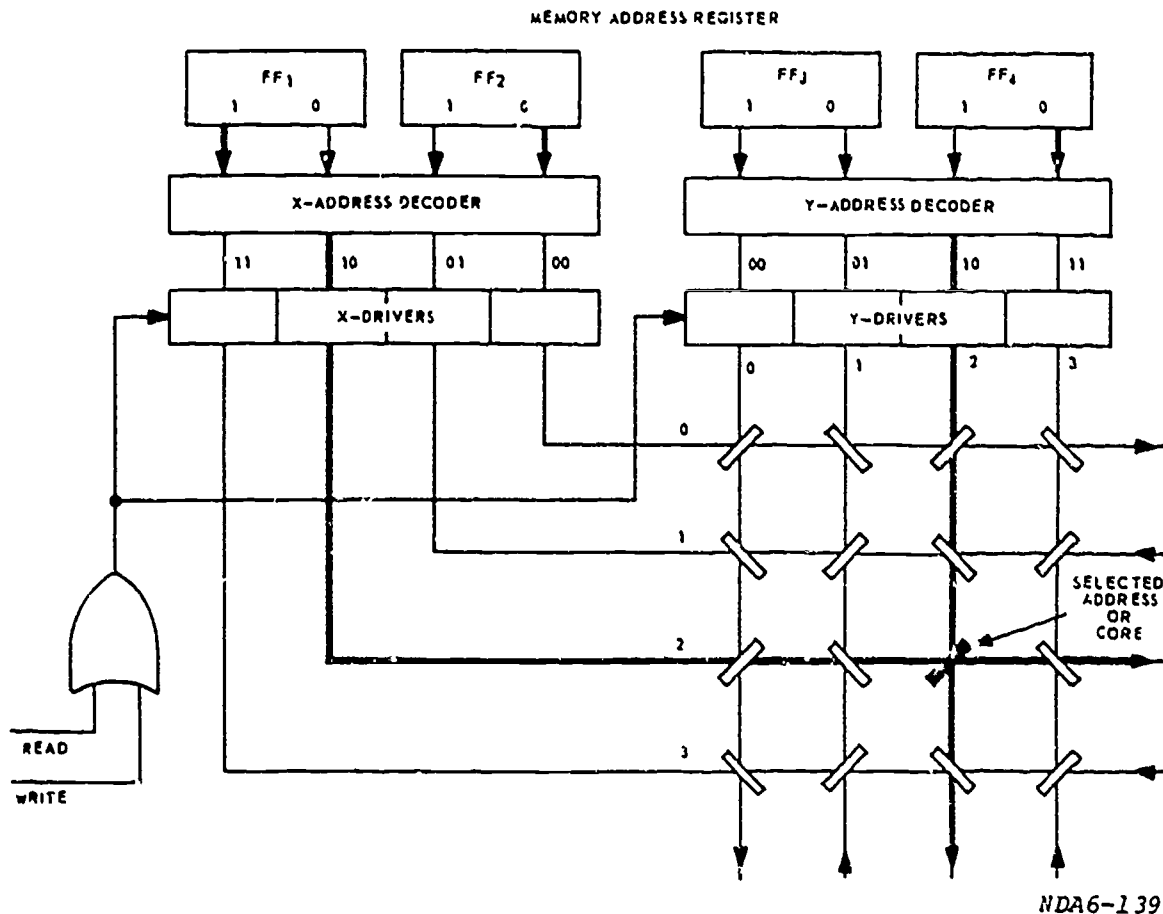 MEMORY ADDRESS REGISTER
FF1
1 0
FF2
1 0
FFJ
1 0
FF4
1 0
X-ADDRESS DECODER
Y-ADDRESS DECODER
11 10 01 00
00 01 10 11
X-DRIVERS
Y-DRIVERS
0 1 2 3
0
1
SELECTED
ADDRESS
OR
CORE
2
3
READ
WRITE
NDA6-139